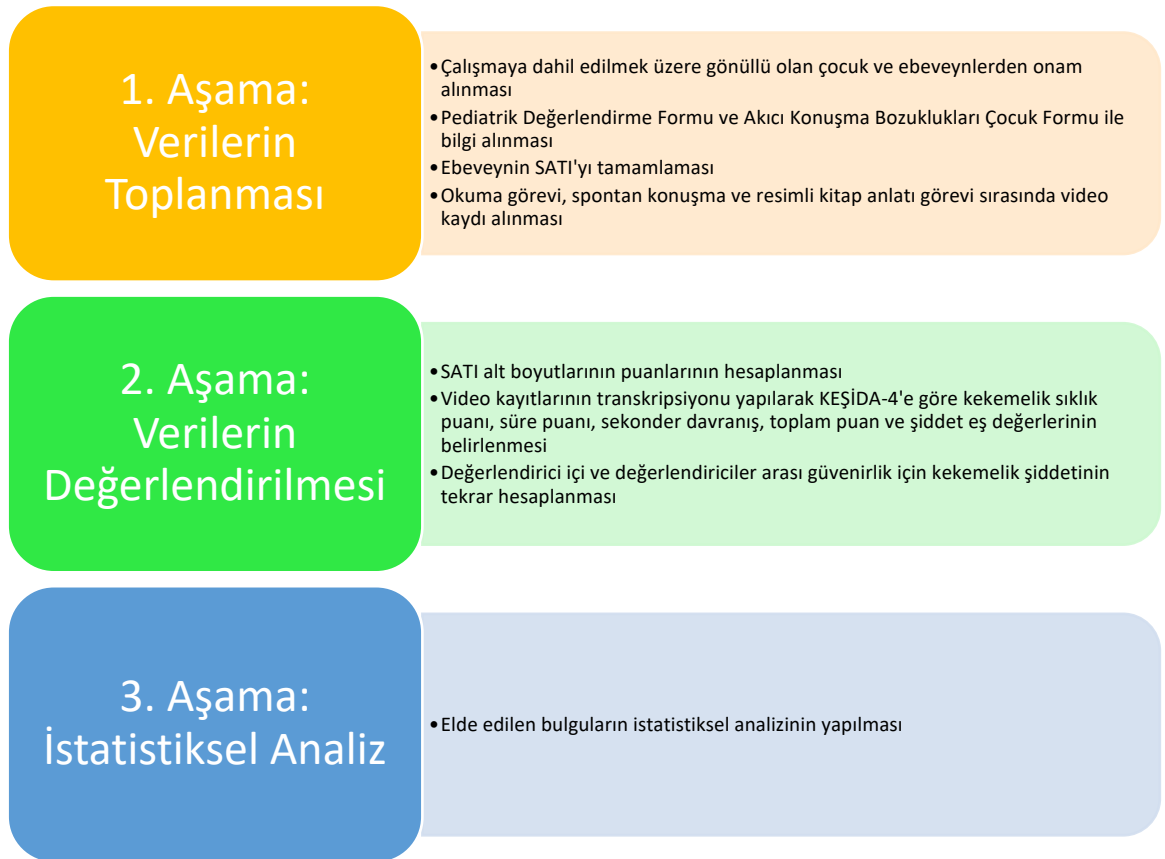 1. Aşama:
Verilerin
Toplanması
•Çalışmaya dahil edilmek üzere gönüllü olan çocuk ve ebeveynlerden onam
alınması
•Pediatrik Değerlendirme Formu ve Akıcı Konuşma Bozuklukları Çocuk Formu ile
bilgi alınması
•Ebeveynin SATI'yı tamamlaması
•Okuma görevi, spontan konuşma ve resimli kitap anlatı görevi sırasında video
kaydı alınması
2. Aşama:
Verilerin
Değerlendirilmesi
•SATI alt boyutlarının puanlarının hesaplanması
•Video kayıtlarının transkripsiyonu yapılarak KEŞİDA-4'e göre kekemelik sıklık
puanı, süre puanı, sekonder davranış, toplam puan ve şiddet eş değerlerinin
belirlenmesi
•Değerlendirici içi ve değerlendiriciler arası güvenirlik için kekemelik şiddetinin
tekrar hesaplanması
3. Aşama:
İstatistiksel Analiz
•Elde edilen bulguların istatistiksel analizinin yapılması